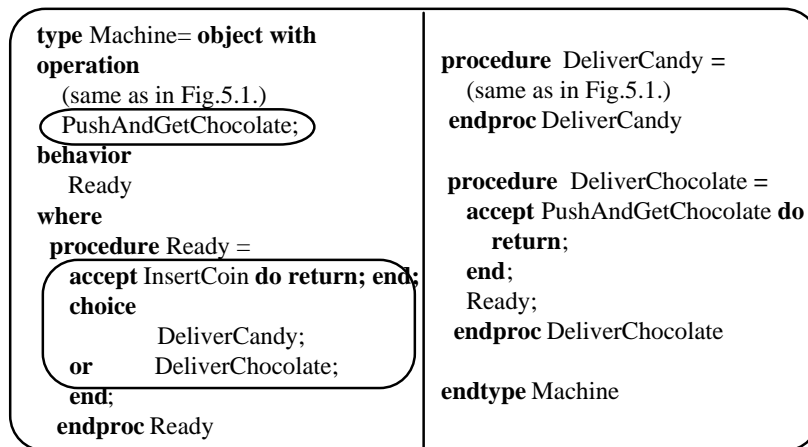 type Machine= object with
operation
(same as in Fig.5.1.)
PushAndGetChocolate;
behavior
Ready
where
procedure Ready =
accept InsertCoin do return; end;
choice
DeliverCandy;
or DeliverChocolate;
end;
endproc Ready
procedure DeliverCandy =
(same as in Fig.5.1.)
endproc DeliverCandy
procedure DeliverChocolate =
accept PushAndGetChocolate do
return;
end;
Ready;
endproc DeliverChocolate
endtype Machine